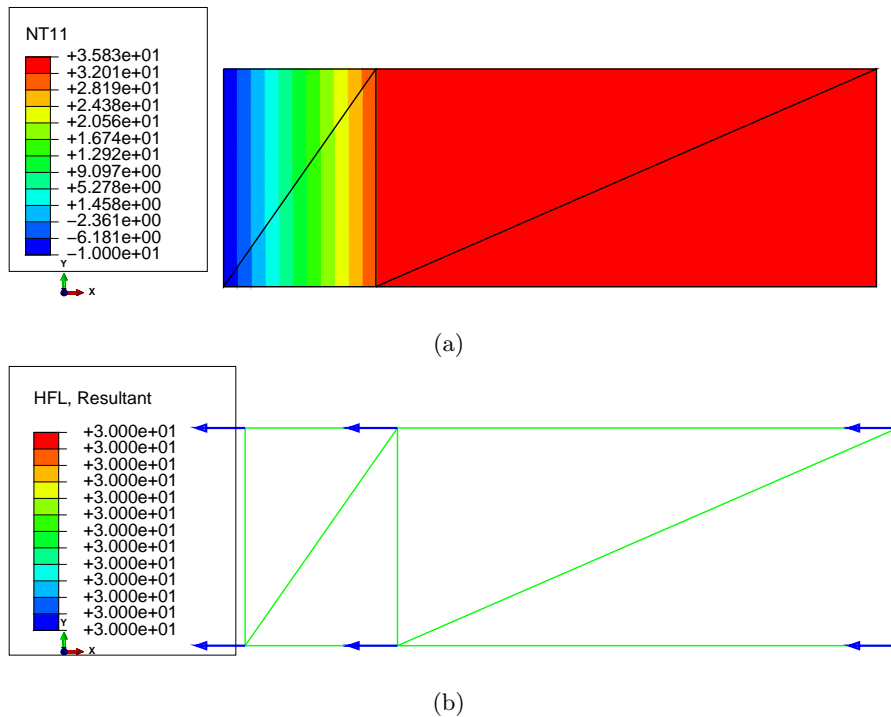 NT11
+3.583e+01
+3.201e+01
+2.819e+01
+2.438e+01
+2.056e+01
+1.674e+01
+1.292e+01
+9.097e+00
+5.278e+00
+1.458e+00
−2.361e+00
−6.181e+00
−1.000e+01
Y
X
(a)
HFL, Resultant
+3.000e+01
+3.000e+01
+3.000e+01
+3.000e+01
+3.000e+01
+3.000e+01
+3.000e+01
+3.000e+01
+3.000e+01
+3.000e+01
+3.000e+01
+3.000e+01
+3.000e+01
Y
X
(b)